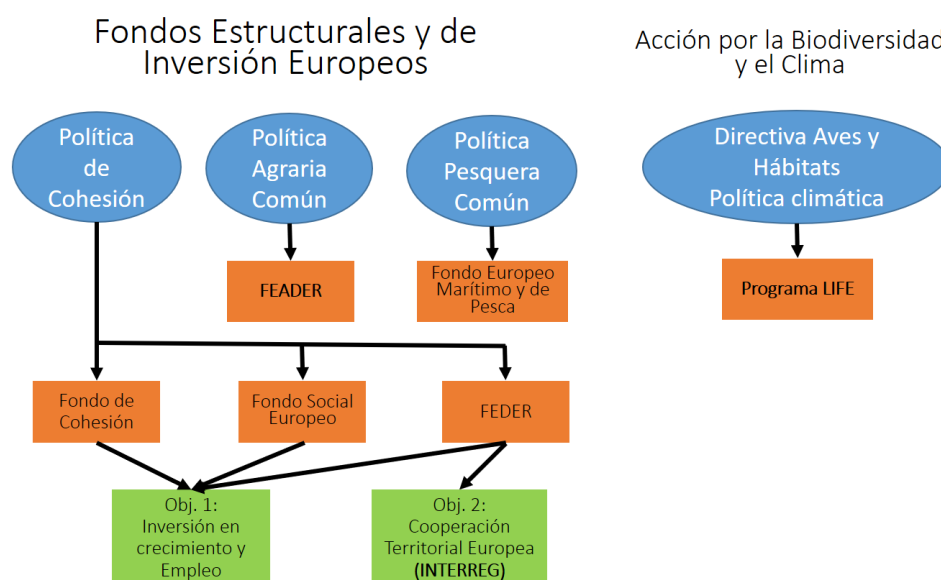 Fondos Estructurales y de
Inversión Europeos
Acción por la Biodiversidad
y el Clima
Política
de
Cohesión
Política
Agraria
Común
Política
Pesquera
Común
Directiva Aves y
Hábitats
Política climática
FEADER
Fondo Europeo
Marítimo y de
Pesca
Programa LIFE
Fondo de
Cohesión
Fondo Social
Europeo
FEDER
Obj. 1:
Inversión en
crecimiento y
Empleo
Obj. 2:
Cooperación
Territorial Europea
(INTERREG)